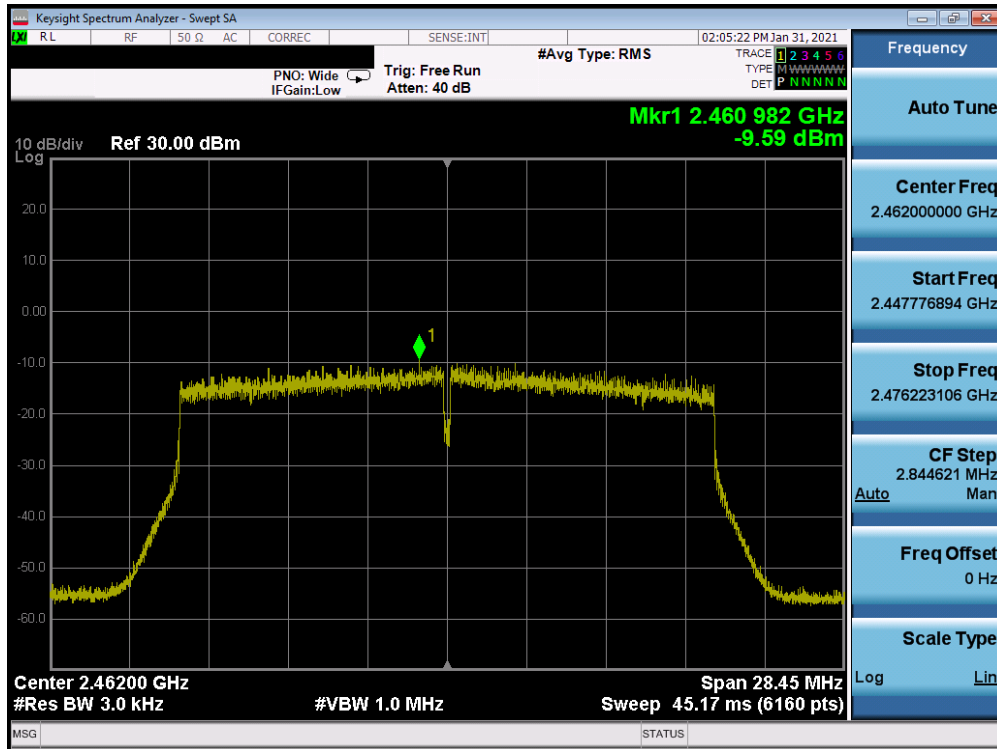 Keysight Spectrum Analyzer - Swept SA
LXI RL RF 50 Ω AC CORREC SENSE:INT 02:05:22 PM Jan 31, 2021
#Avg Type: RMS
TRACE 1 2 3 4 5 6
PNO: Wide Trig: Free Run
TYPE M WWWWW
IFGain:Low Atten: 40 dB
DET P N N N N N
Mkr1 2.460 982 GHz
-9.59 dBm
10 dB/div Ref 30.00 dBm
Log
20.0
10.0
0.00
1
-10.0
-20.0
-30.0
-40.0
-50.0
-60.0
Center 2.46200 GHz Span 28.45 MHz
#Res BW 3.0 kHz #VBW 1.0 MHz Sweep 45.17 ms (6160 pts)
MSG STATUS
Frequency
Auto Tune
Center Freq
2.462000000 GHz
Start Freq
2.447776894 GHz
Stop Freq
2.476223106 GHz
CF Step
2.844621 MHz
Auto Man
Freq Offset
0 Hz
Scale Type
Log Lin